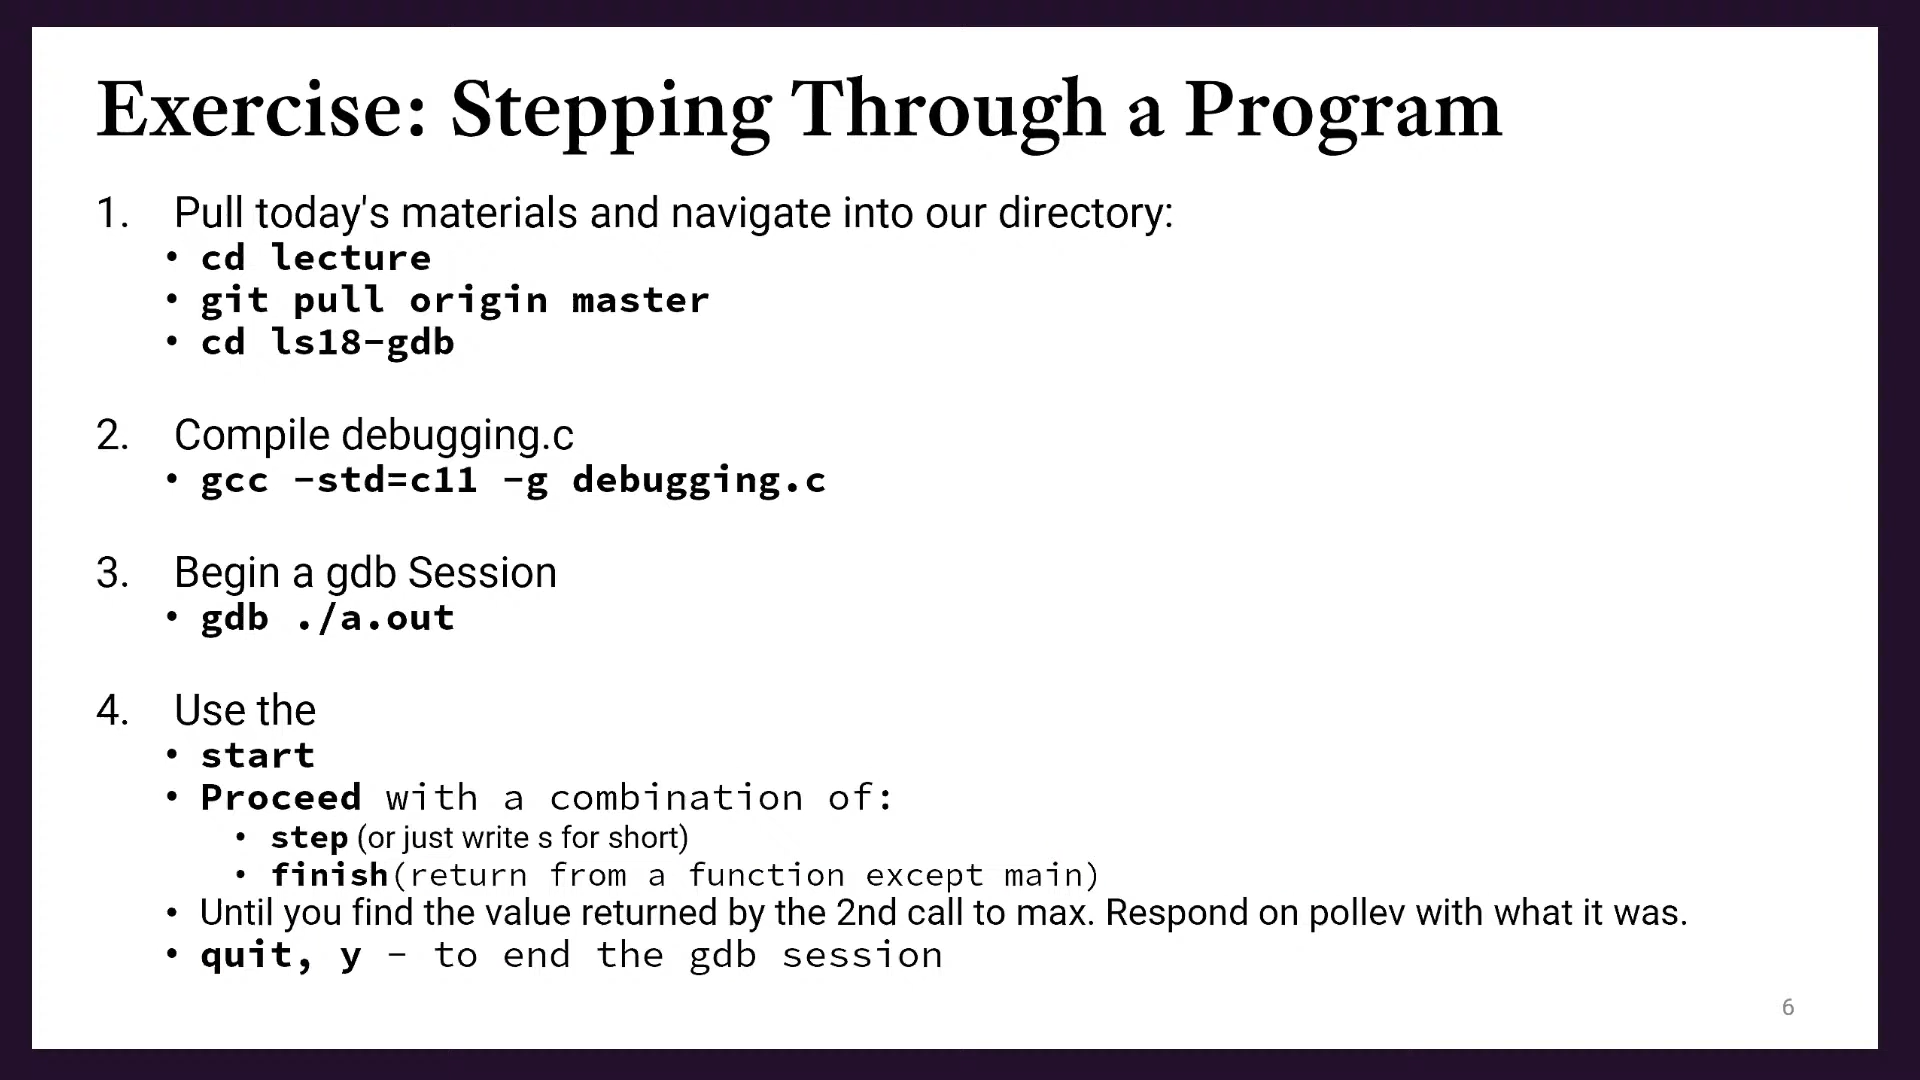 Exercise: Stepping Through a Program
1. Pull today's materials and navigate into our directory:
• cd lecture
• git pull origin master
• cd ls18-gdb
2. Compile debugging.c
• gcc -std=c11 -g debugging.c
3. Begin a gdb Session
• gdb ./a.out
4. Use the
• start
• Proceed with a combination of:
• step (or just write s for short)
• finish(return from a function except main)
• Until you find the value returned by the 2nd call to max. Respond on pollev with what it was.
• quit, y - to end the gdb session
6